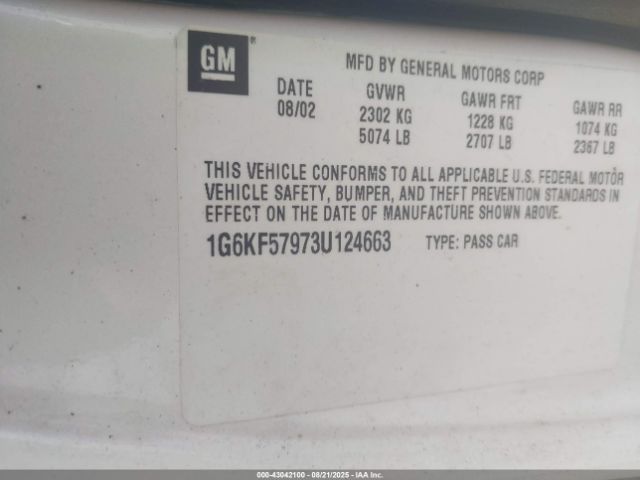 GM ®
MFD BY GENERAL MOTORS CORP
DATE GVWR GAWR FRT GAWR RR
08/02 2302 KG 1228 KG 1074 KG
5074 LB 2707 LB 2367 LB
THIS VEHICLE CONFORMS TO ALL APPLICABLE U.S. FEDERAL MOTOR
VEHICLE SAFETY, BUMPER, AND THEFT PREVENTION STANDARDS IN
EFFECT ON THE DATE OF MANUFACTURE SHOWN ABOVE.
1G6KF57973U124663 TYPE: PASS CAR
000-43042100 - 08/21/2025 - Copyright IAA, Inc.